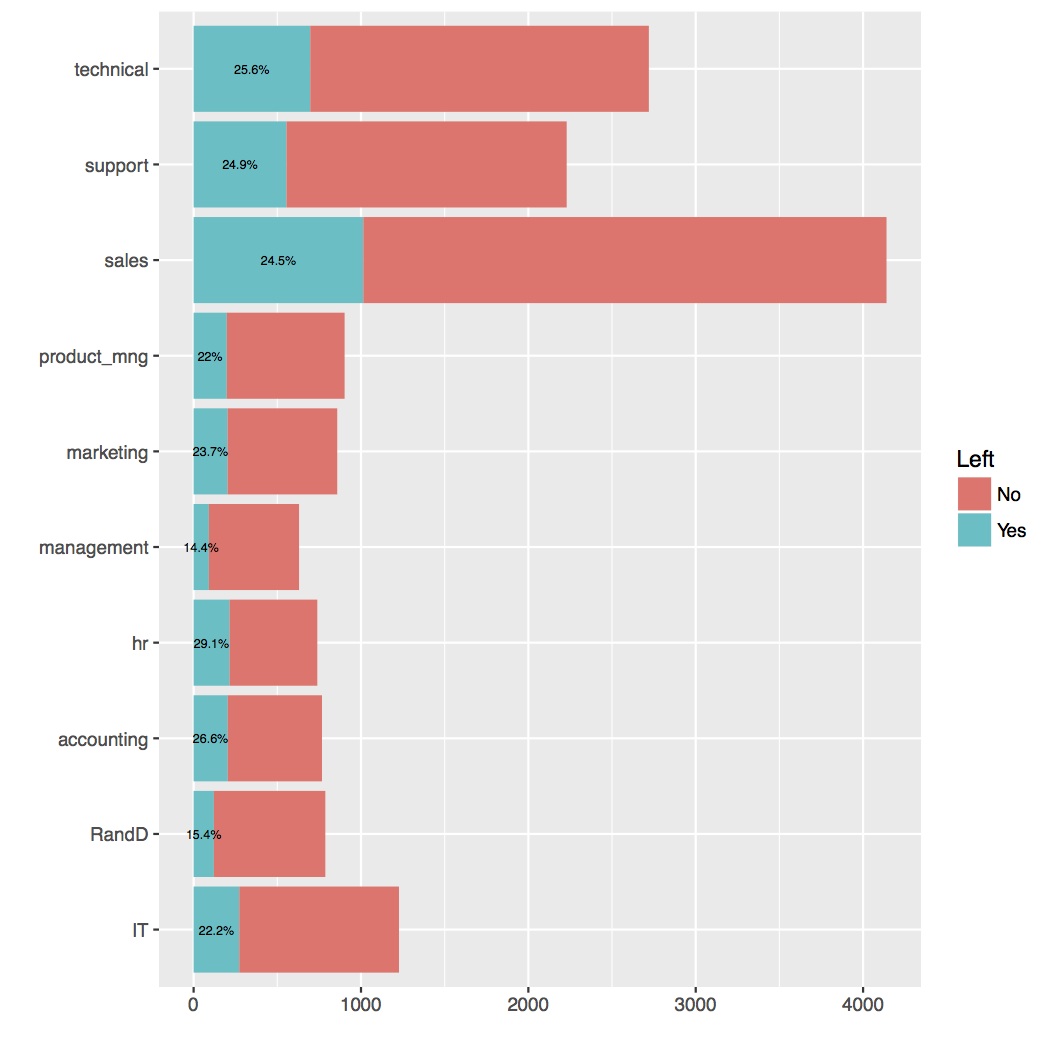 technical
25.6%
support
24.9%
sales
24.5%
product_mng
22%
marketing
23.7%
management
14.4%
hr
29.1%
accounting
26.6%
RandD
15.4%
IT
22.2%
0 1000 2000 3000 4000
Left
No
Yes